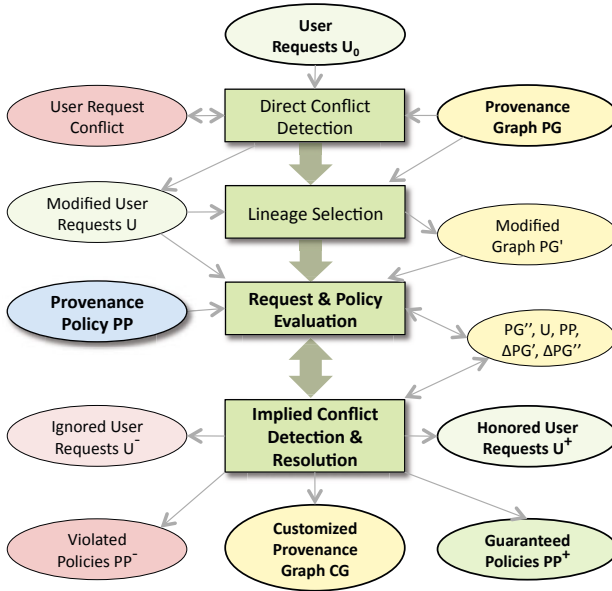 User
Requests U₀
User Request
Conflict
Direct Conflict
Detection
Provenance
Graph PG
Modified User
Requests U
Lineage Selection
Modified
Graph PG'
Provenance
Policy PP
Request & Policy
Evaluation
PG'', U, PP,
ΔPG', ΔPG''
Ignored User
Requests U⁻
Implied Conflict
Detection &
Resolution
Honored User
Requests U⁺
Violated
Policies PP⁻
Customized
Provenance
Graph CG
Guaranteed
Policies PP⁺